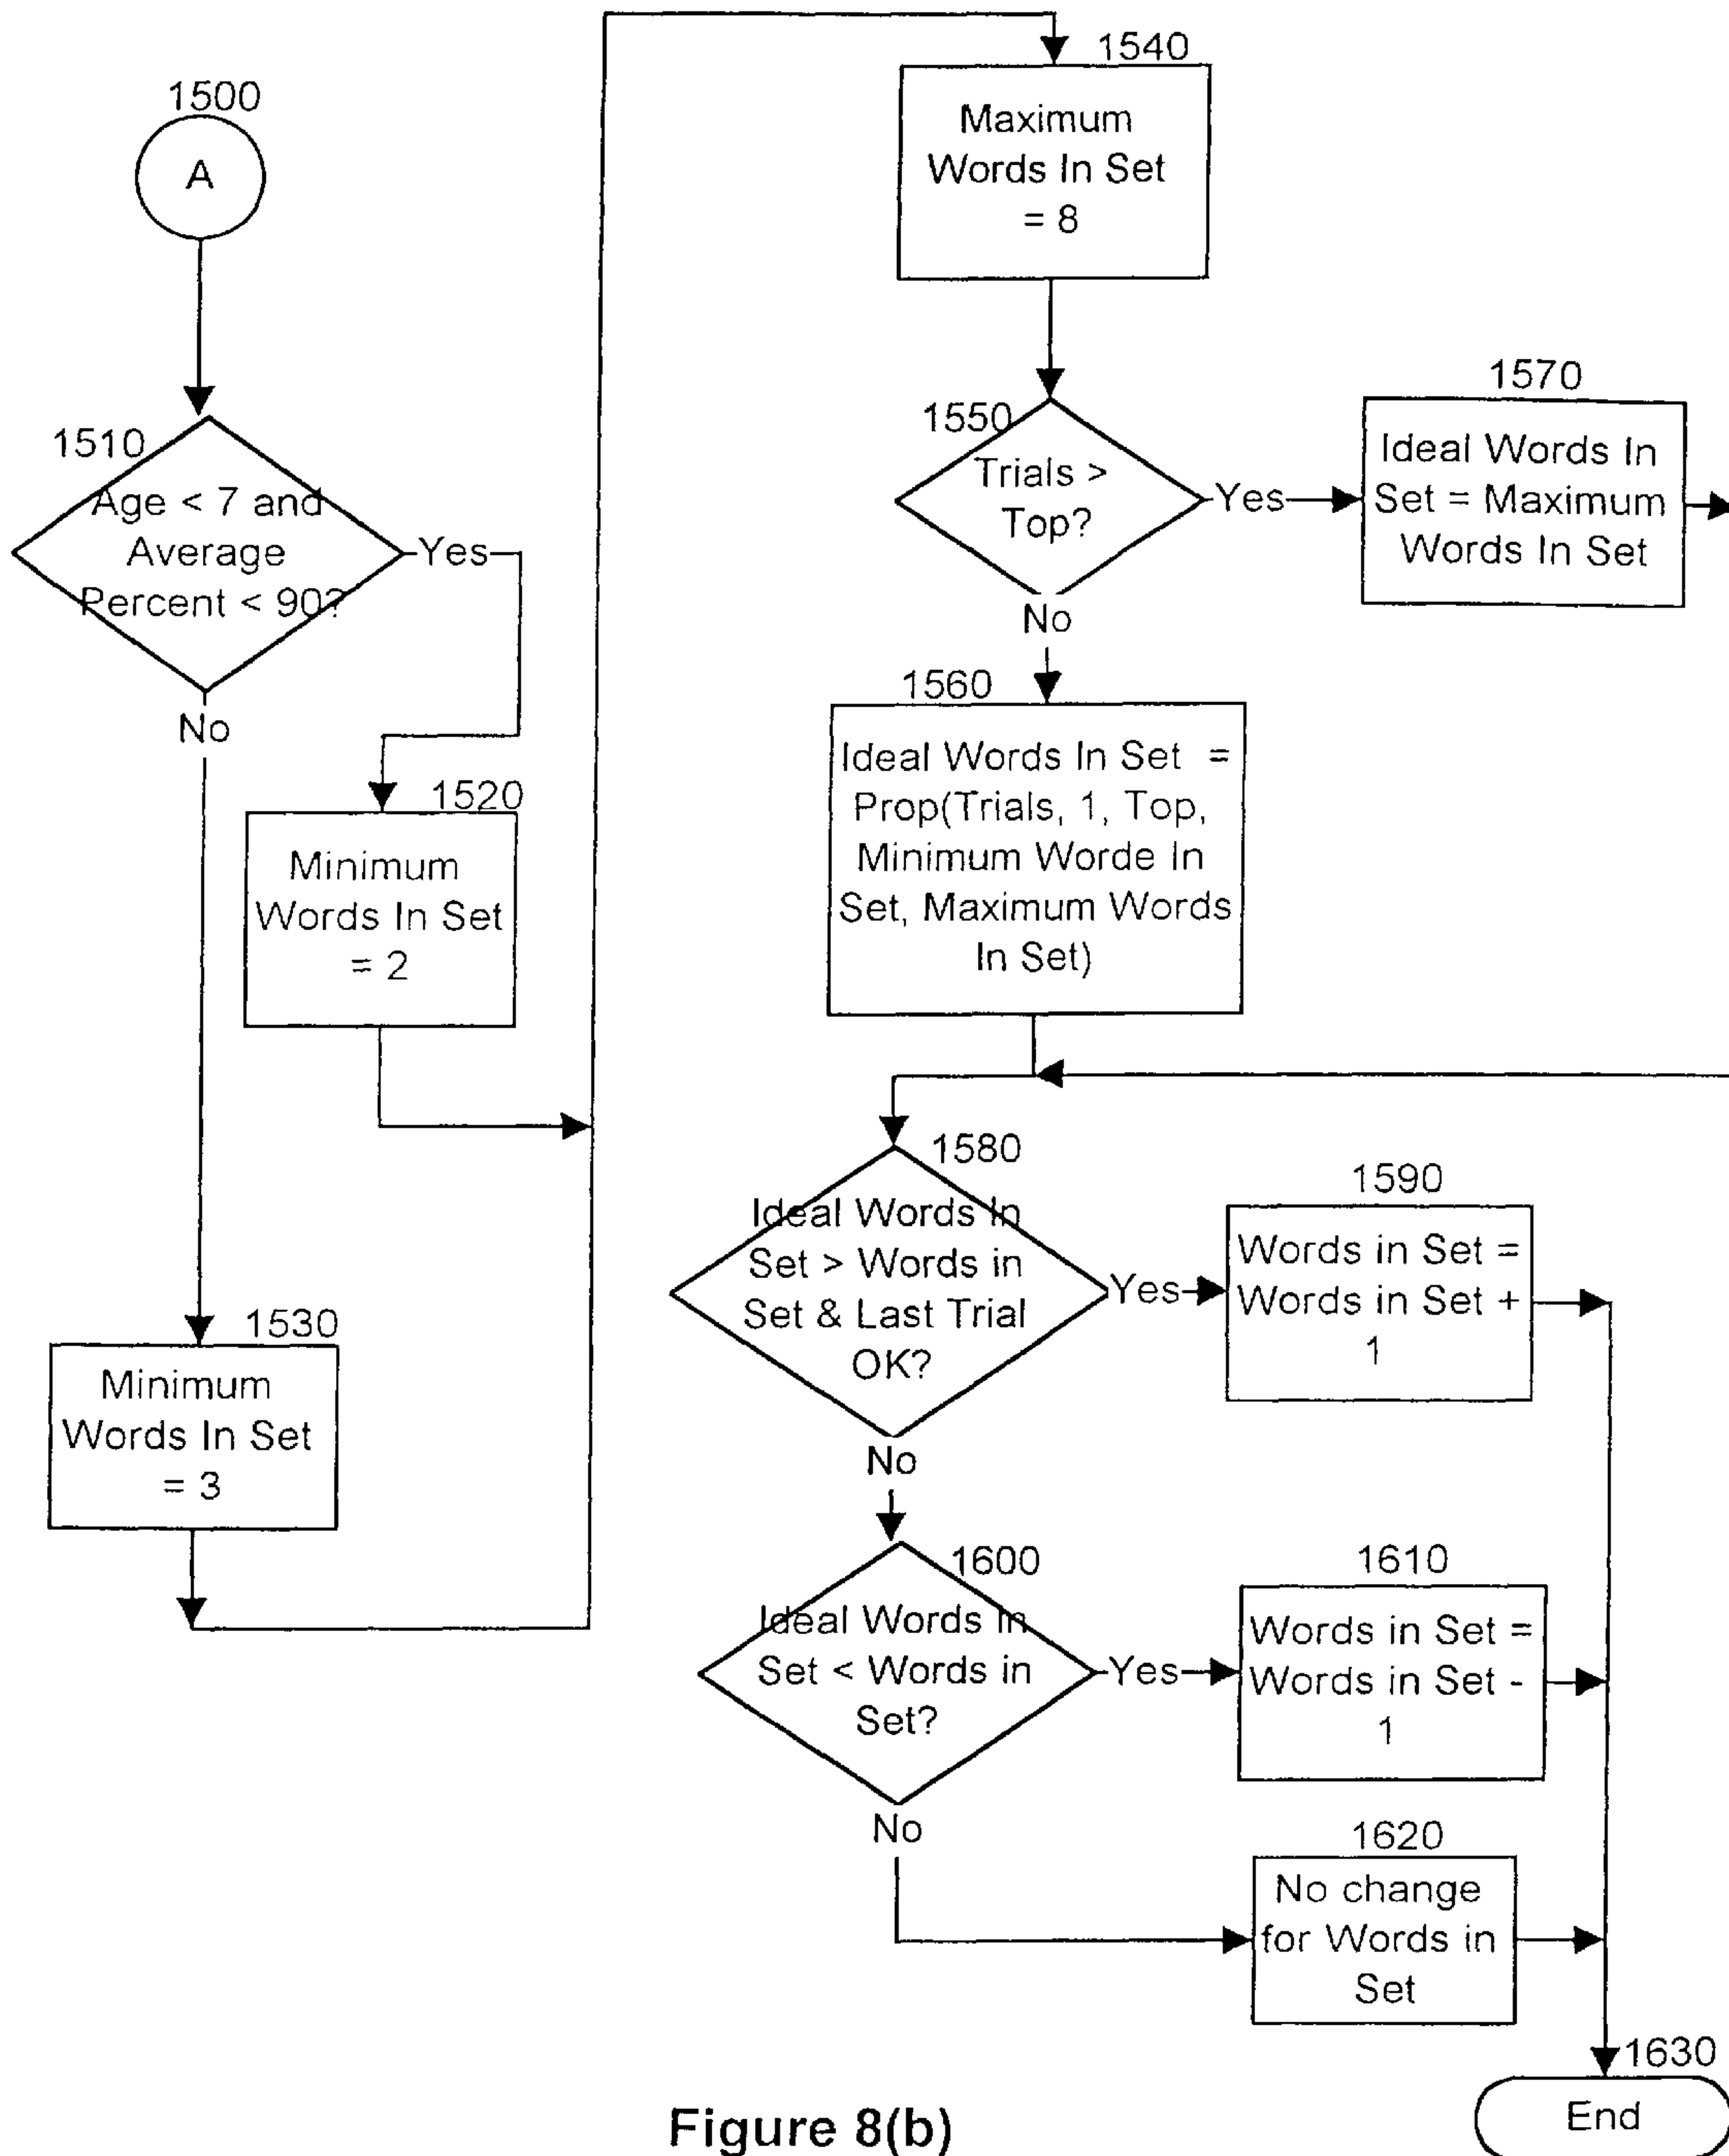 1500
A
1510
Age < 7 and
Average
Percent < 90?
Yes
No
1520
Minimum
Words In Set
= 2
1530
Minimum
Words In Set
= 3
1540
Maximum
Words In Set
= 8
1550
Trials >
Top?
Yes
No
1570
Ideal Words In
Set = Maximum
Words In Set
1560
Ideal Words In Set =
Prop(Trials, 1, Top,
Minimum Worde In
Set, Maximum Words
In Set)
1580
Ideal Words In
Set > Words in
Set & Last Trial
OK?
Yes
No
1590
Words in Set =
Words in Set +
1
1600
Ideal Words in
Set < Words in
Set?
Yes
No
1610
Words in Set =
Words in Set -
1
1620
No change
for Words in
Set
1630
End
Figure 8(b)